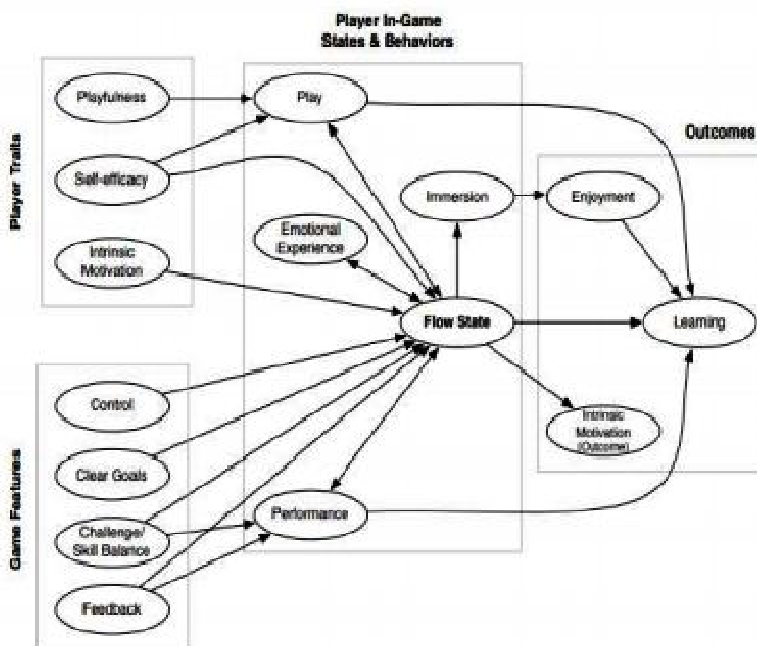 Player In-Game
States & Behaviors
Player Traits
Playfulness
Self-efficacy
Intrinsic
Motivation
Play
Emotional
Experience
Immersion
Flow State
Performance
Outcomes
Enjoyment
Learning
Intrinsic
Motivation
(Outcome)
Game Features
Control
Clear Goals
Challenge/
Skill Balance
Feedback